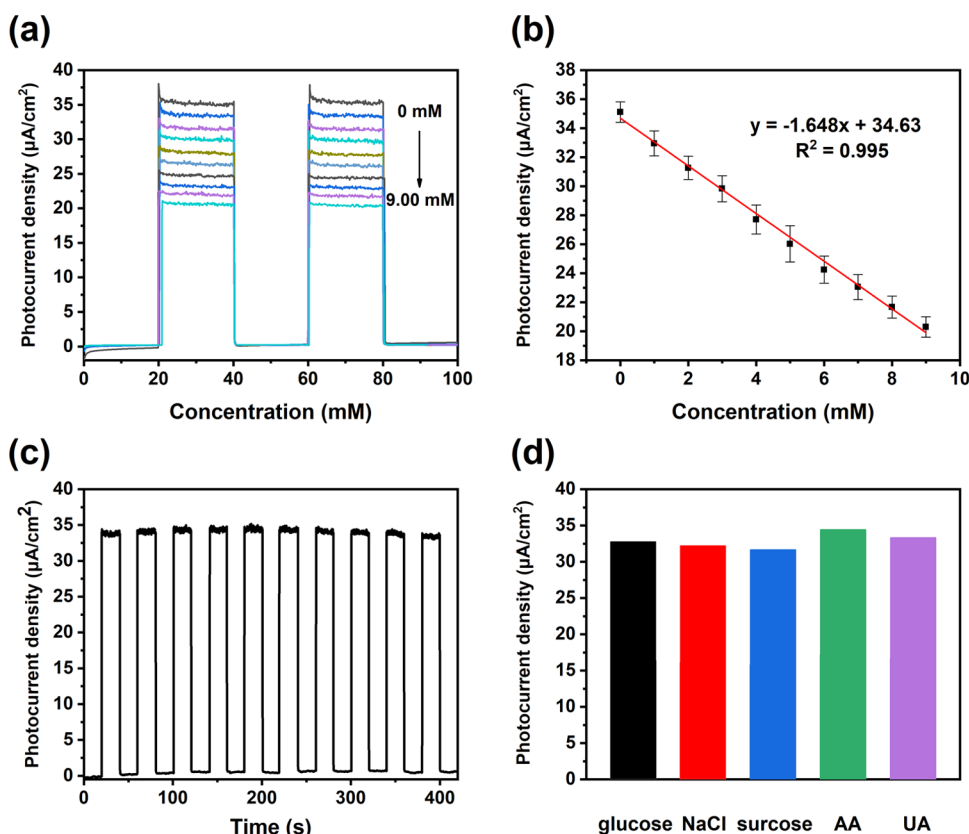 (a)
40
35
30
25
20
15
10
5
0
Photocurrent density (µA/cm²)
0 mM
9.00 mM
0 20 40 60 80 100
Concentration (mM)
(b)
38
36
34
32
30
28
26
24
22
20
18
Photocurrent density (µA/cm²)
y = -1.648x + 34.63
R² = 0.995
0 2 4 6 8 10
Concentration (mM)
(c)
40
35
30
25
20
15
10
5
0
Photocurrent density (µA/cm²)
0 100 200 300 400
Time (s)
(d)
40
35
30
25
20
15
10
5
0
Photocurrent density (µA/cm²)
glucose NaCl surcose AA UA